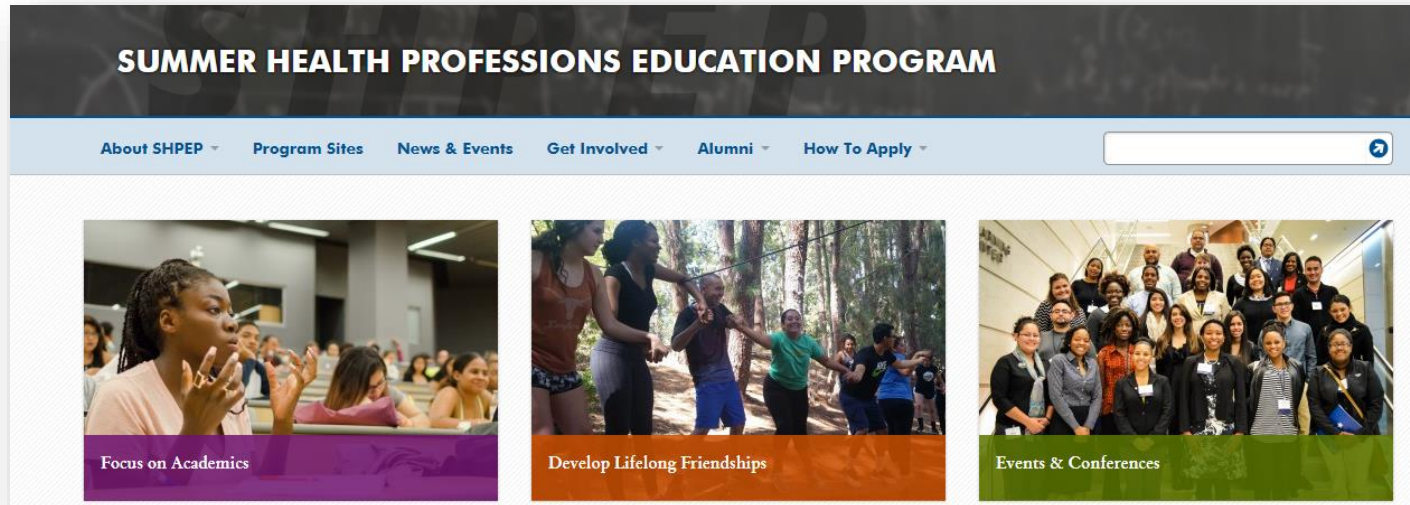 SHPEP
SUMMER HEALTH PROFESSIONS EDUCATION PROGRAM
About SHPEP Program Sites News & Events Get Involved Alumni How To Apply
Focus on Academics Develop Lifelong Friendships Events & Conferences